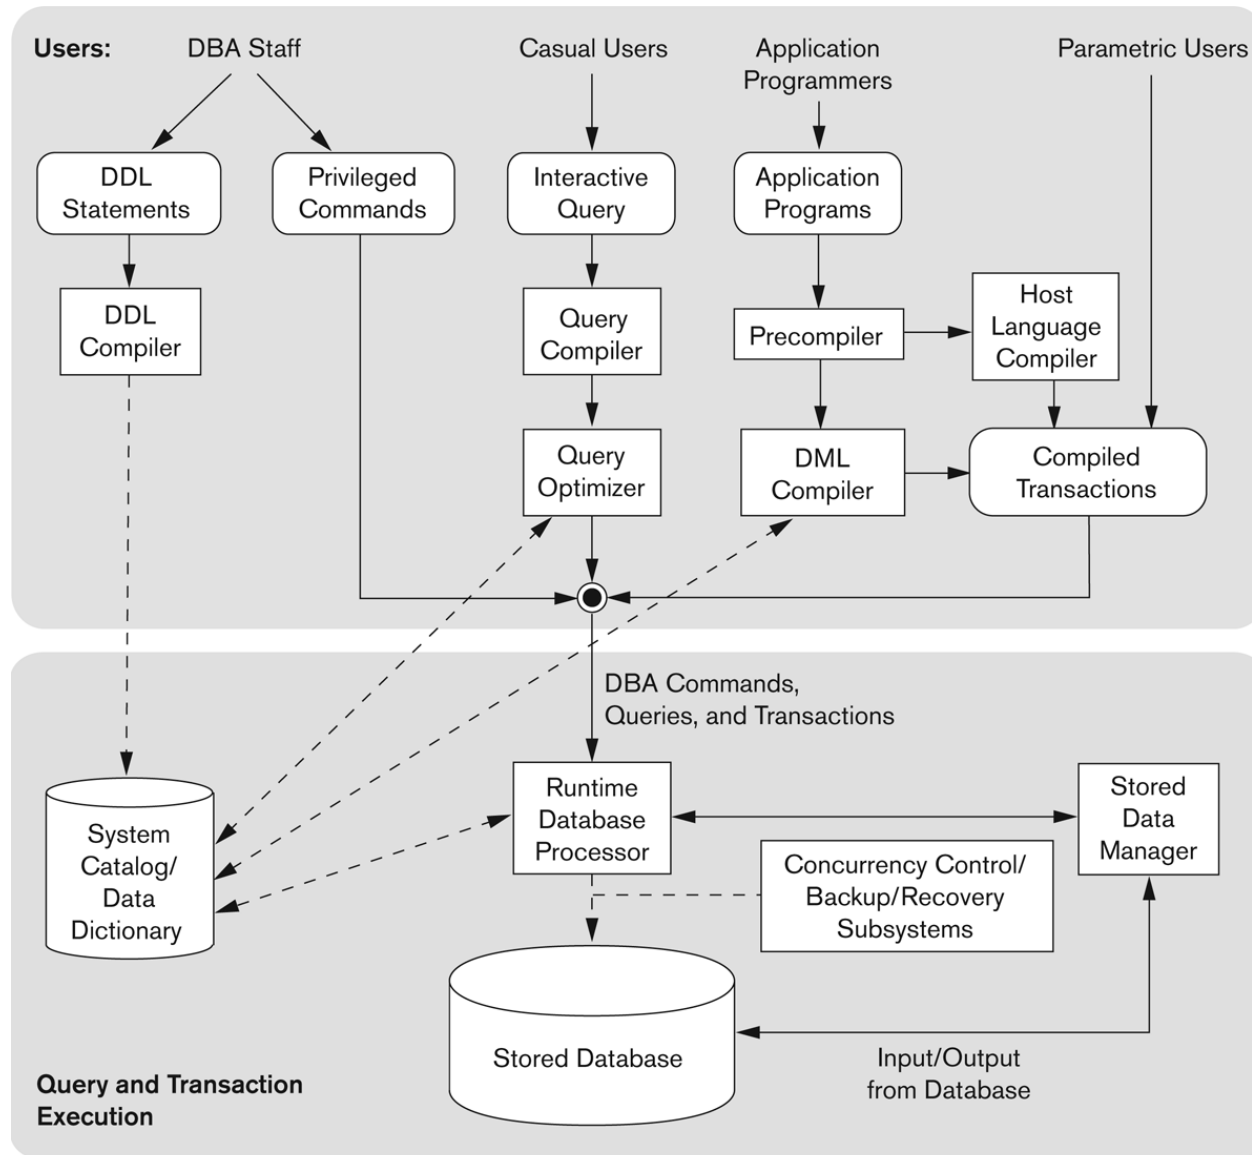 Users:
DBA Staff
Casual Users
Application
Programmers
Parametric Users
DDL
Statements
Privileged
Commands
Interactive
Query
Application
Programs
DDL
Compiler
Query
Compiler
Precompiler
Host
Language
Compiler
Query
Optimizer
DML
Compiler
Compiled
Transactions
DBA Commands,
Queries, and Transactions
System
Catalog/
Data
Dictionary
Runtime
Database
Processor
Stored
Data
Manager
Concurrency Control/
Backup/Recovery
Subsystems
Stored Database
Input/Output
from Database
Query and Transaction
Execution